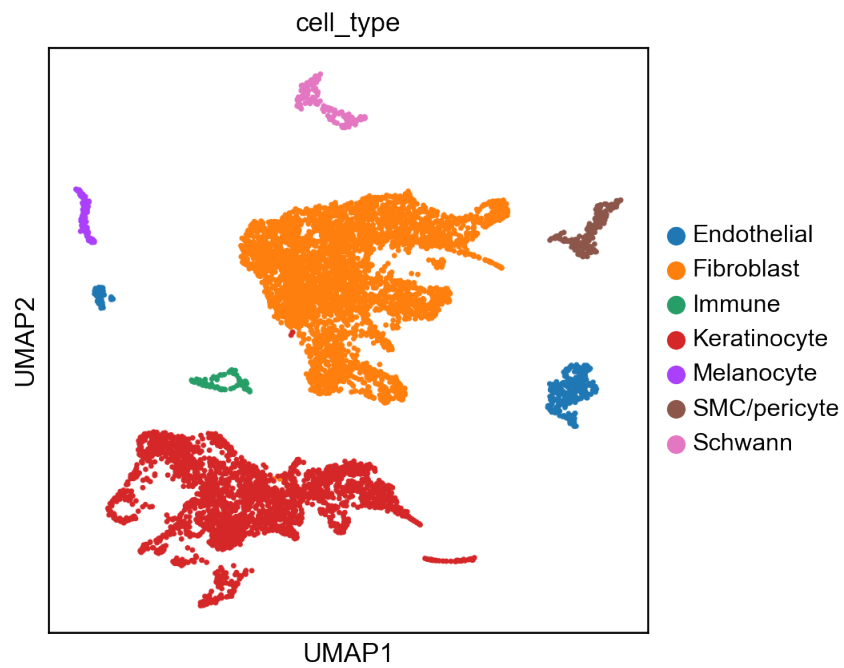 cell_type
UMAP2
Endothelial
Fibroblast
Immune
Keratinocyte
Melanocyte
SMC/pericyte
Schwann
UMAP1